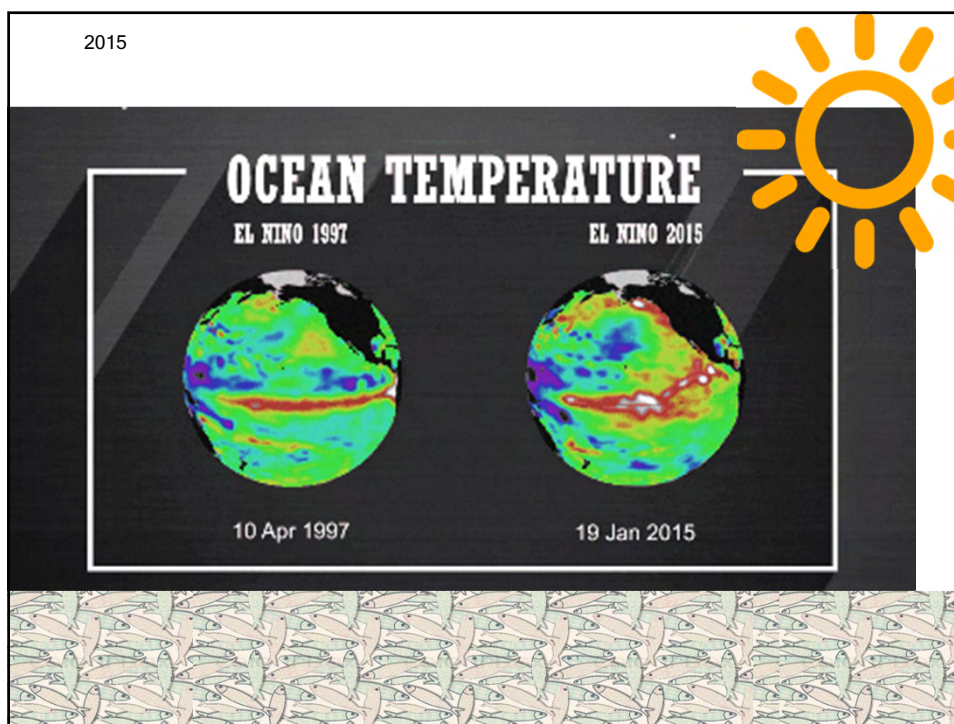 2015
OCEAN TEMPERATURE
EL NINO 1997
EL NINO 2015
10 Apr 1997
19 Jan 2015